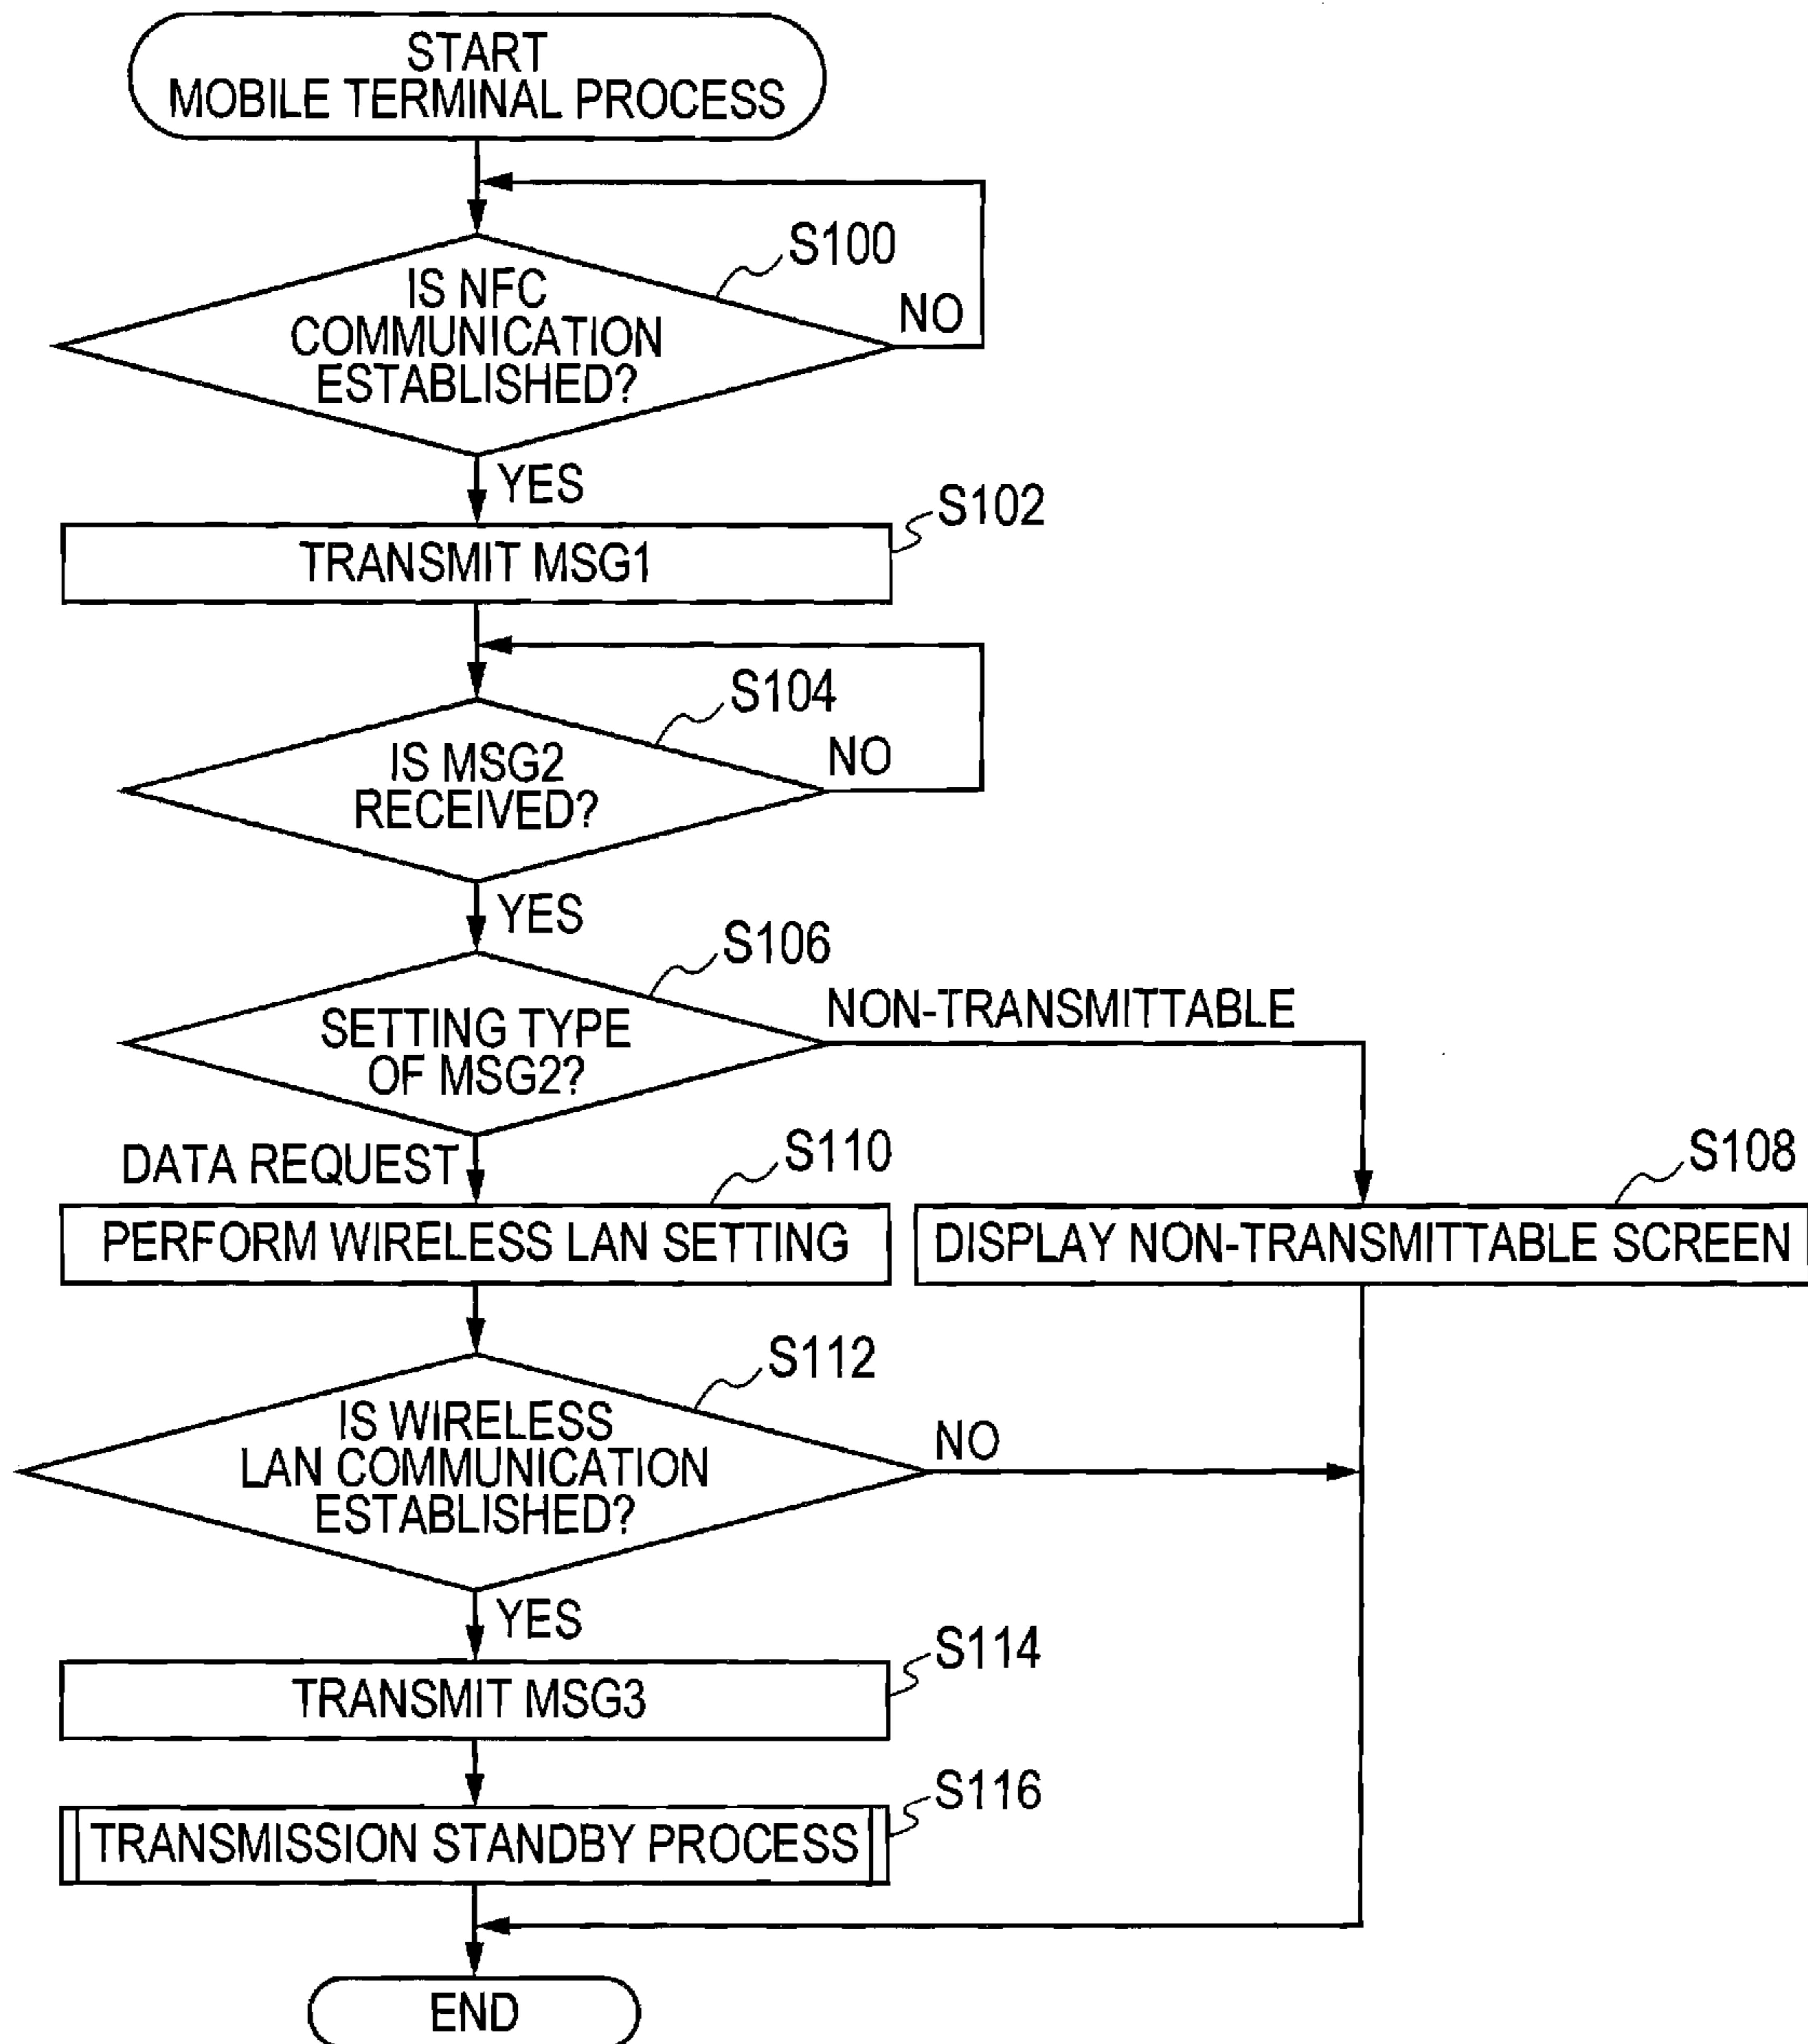 START
MOBILE TERMINAL PROCESS
S100
IS NFC
COMMUNICATION
ESTABLISHED?
NO
YES
S102
TRANSMIT MSG1
S104
IS MSG2
RECEIVED?
NO
YES
S106
SETTING TYPE
OF MSG2?
NON-TRANSMITTABLE
DATA REQUEST
S110
PERFORM WIRELESS LAN SETTING
S108
DISPLAY NON-TRANSMITTABLE SCREEN
S112
IS WIRELESS
LAN COMMUNICATION
ESTABLISHED?
NO
YES
S114
TRANSMIT MSG3
S116
TRANSMISSION STANDBY PROCESS
END